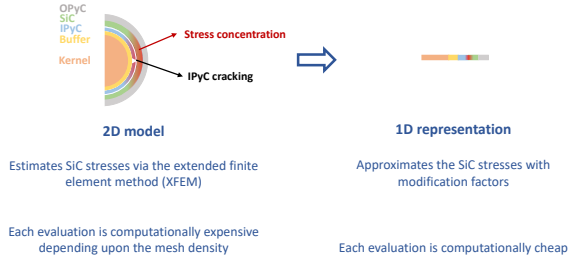 OPyC
SiC
IPyC
Buffer
Kernel
Stress concentration
IPyC cracking
2D model
Estimates SiC stresses via the extended finite
element method (XFEM)
Each evaluation is computationally expensive
depending upon the mesh density
1D representation
Approximates the SiC stresses with
modification factors
Each evaluation is computationally cheap